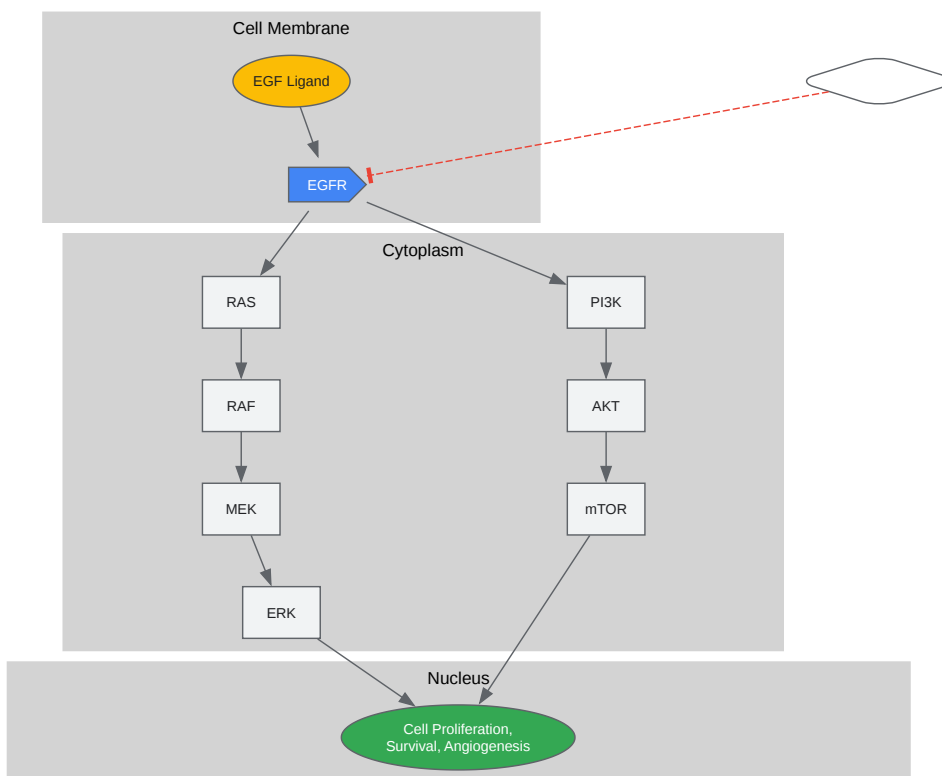 Cell Membrane
EGF Ligand
EGFR
Cytoplasm
RAS
PI3K
RAF
AKT
MEK
mTOR
ERK
Nucleus
Cell Proliferation,
Survival, Angiogenesis